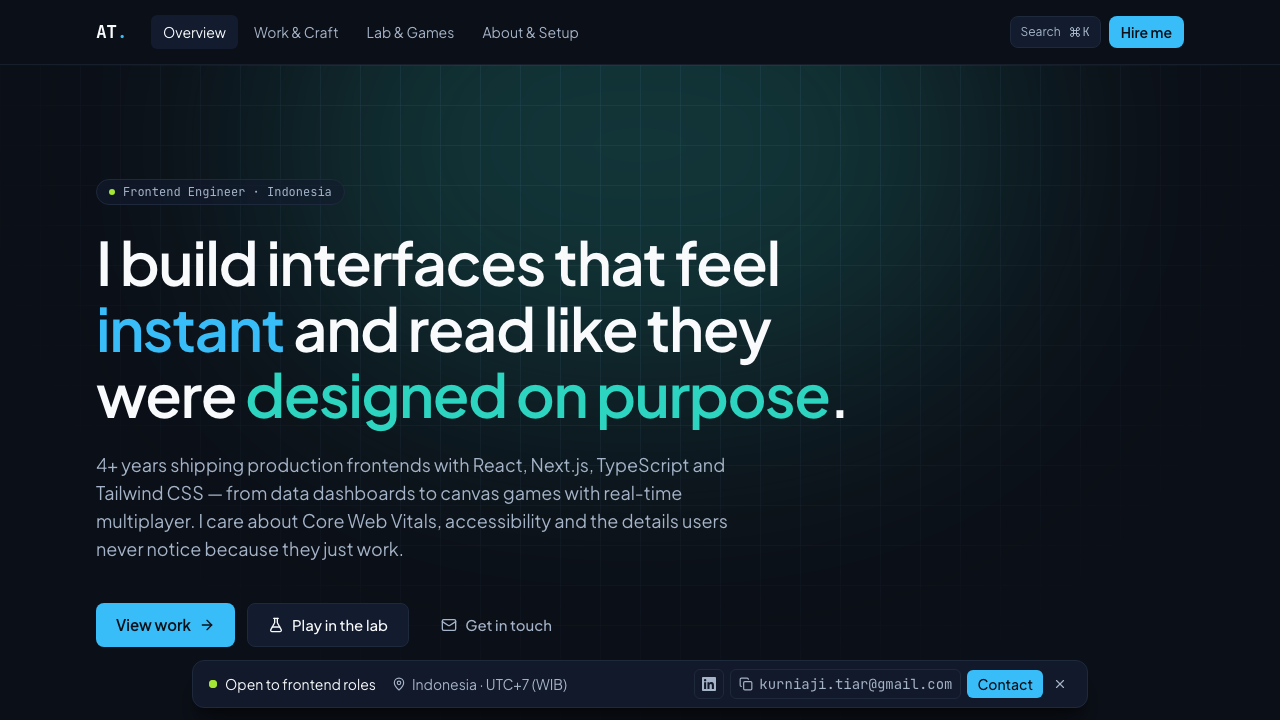 AT.
Overview
Work & Craft
Lab & Games
About & Setup
Search ⌘K
Hire me
Frontend Engineer · Indonesia
I build interfaces that feel
instant and read like they
were designed on purpose.
4+ years shipping production frontends with React, Next.js, TypeScript and
Tailwind CSS — from data dashboards to canvas games with real-time
multiplayer. I care about Core Web Vitals, accessibility and the details users
never notice because they just work.
View work →
Play in the lab
Get in touch
Open to frontend roles
Indonesia · UTC+7 (WIB)
in
kurniaji.tiar@gmail.com
Contact